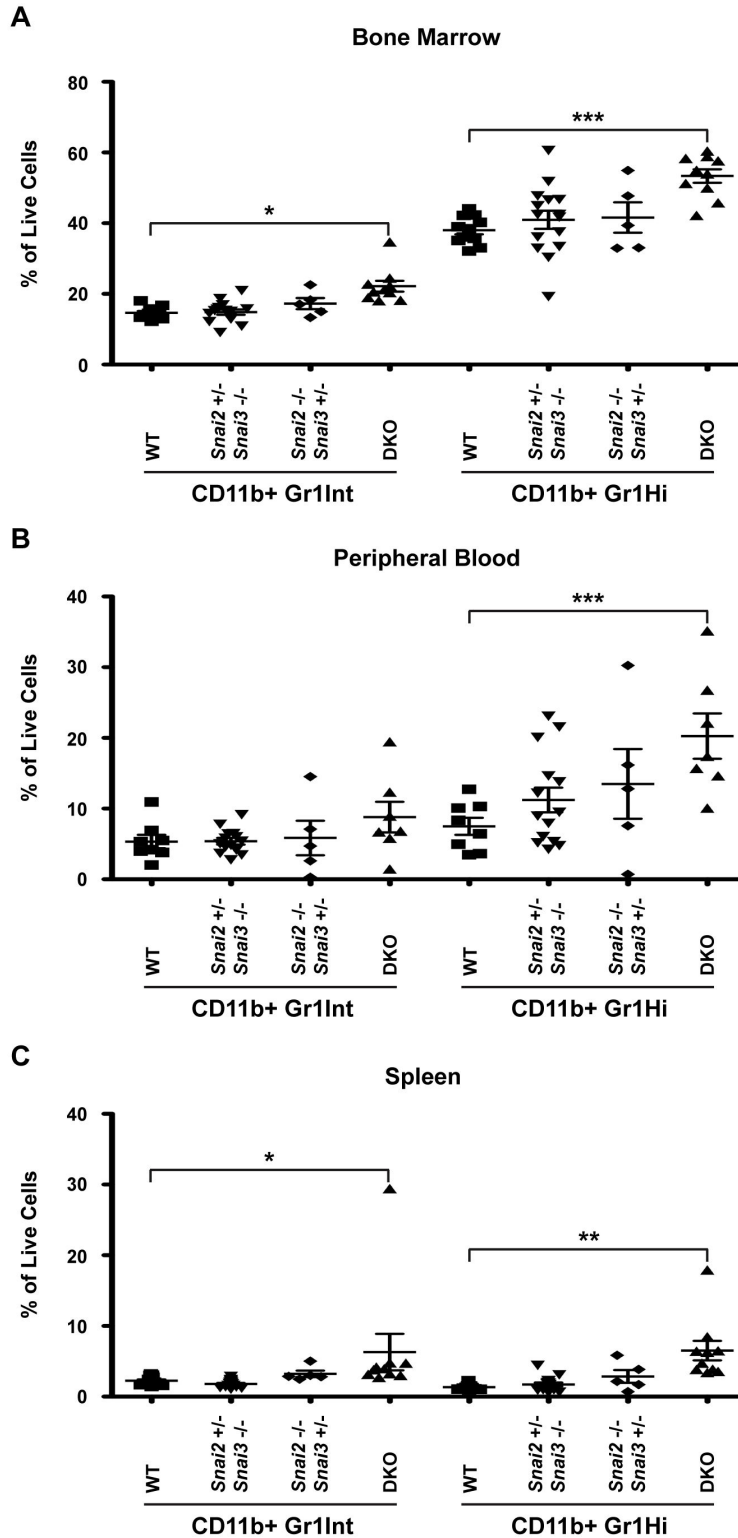 A
Bone Marrow
% of Live Cells
80
60
40
20
0
*
***
WT
Snai2 +/-
Snai3 -/-
Snai2 -/-
Snai3 +/-
DKO
WT
Snai2 +/-
Snai3 -/-
Snai2 -/-
Snai3 +/-
DKO
CD11b+ Gr1Int
CD11b+ Gr1Hi
B
Peripheral Blood
% of Live Cells
40
30
20
10
0
***
WT
Snai2 +/-
Snai3 -/-
Snai2 -/-
Snai3 +/-
DKO
WT
Snai2 +/-
Snai3 -/-
Snai2 -/-
Snai3 +/-
DKO
CD11b+ Gr1Int
CD11b+ Gr1Hi
C
Spleen
% of Live Cells
40
30
20
10
0
*
**
WT
Snai2 +/-
Snai3 -/-
Snai2 -/-
Snai3 +/-
DKO
WT
Snai2 +/-
Snai3 -/-
Snai2 -/-
Snai3 +/-
DKO
CD11b+ Gr1Int
CD11b+ Gr1Hi